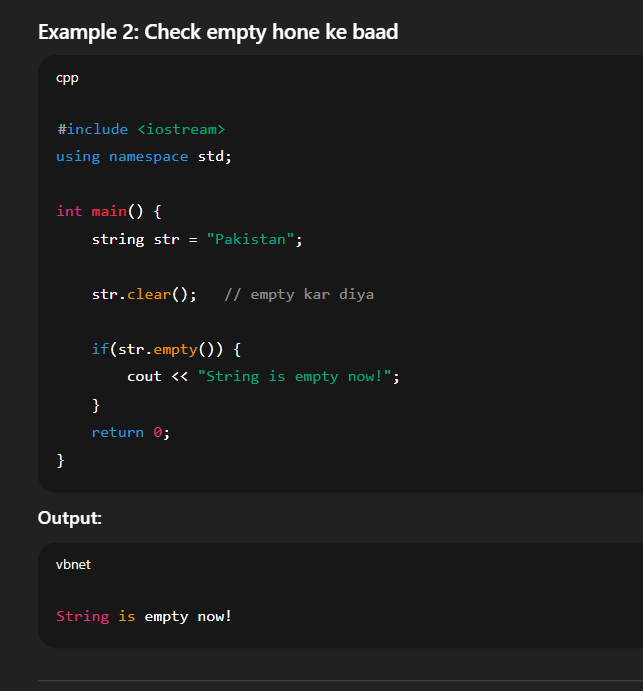 Example 2: Check empty hone ke baad
cpp
#include <iostream>
using namespace std;
int main() {
    string str = "Pakistan";
    str.clear();   // empty kar diya
    if(str.empty()) {
        cout << "String is empty now!";
    }
    return 0;
}
Output:
vbnet
String is empty now!